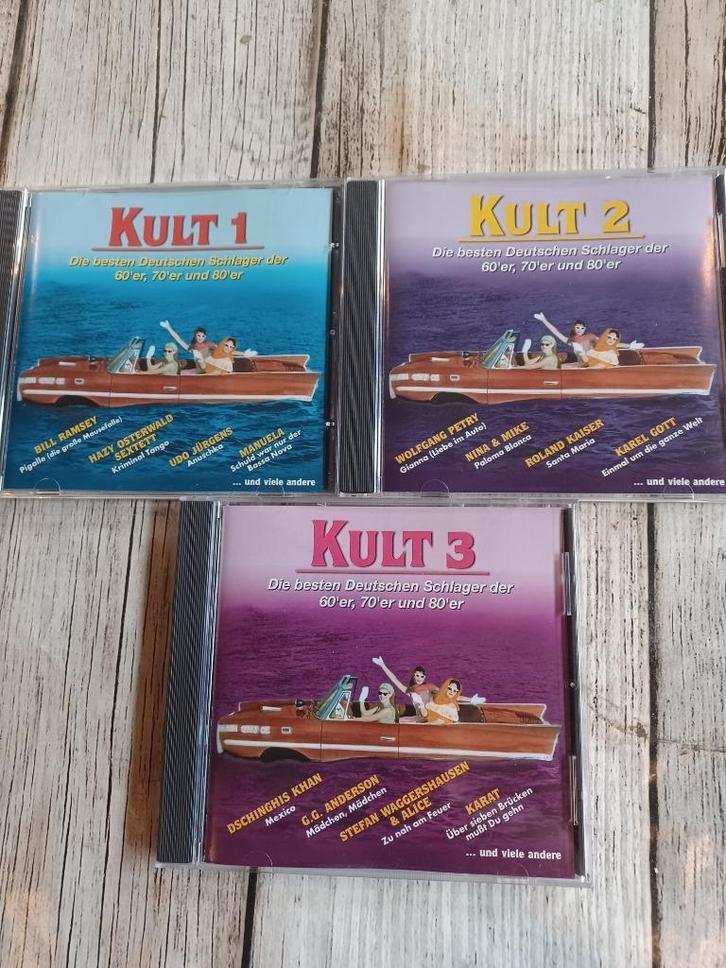 KULT 1
Die besten Deutschen Schlager der
60'er, 70'er und 80'er
BILL RAMSEY
Pigalle (die große Mausefalle)
HAZY OSTERWALD
SEXTETT
Kriminal Tango
UDO JÜRGENS
Anuschka
MANUELA
Schuld war nur der
Bossa Nova
... und viele andere
KULT 2
Die besten Deutschen Schlager der
60'er, 70'er und 80'er
WOLFGANG PETRY
Gianna (Liebe im Auto)
NINA & MIKE
Paloma Blanca
ROLAND KAISER
Santa Maria
KAREL GOTT
Einmal um die ganze Welt
... und viele andere
KULT 3
Die besten Deutschen Schlager der
60'er, 70'er und 80'er
DSCHINGHIS KHAN
Mexico
G.G. ANDERSON
Mädchen, Mädchen
STEFAN WAGGERSHAUSEN
& ALICE
Zu nah am Feuer
KARAT
Über sieben Brücken
mußt Du gehn
... und viele andere